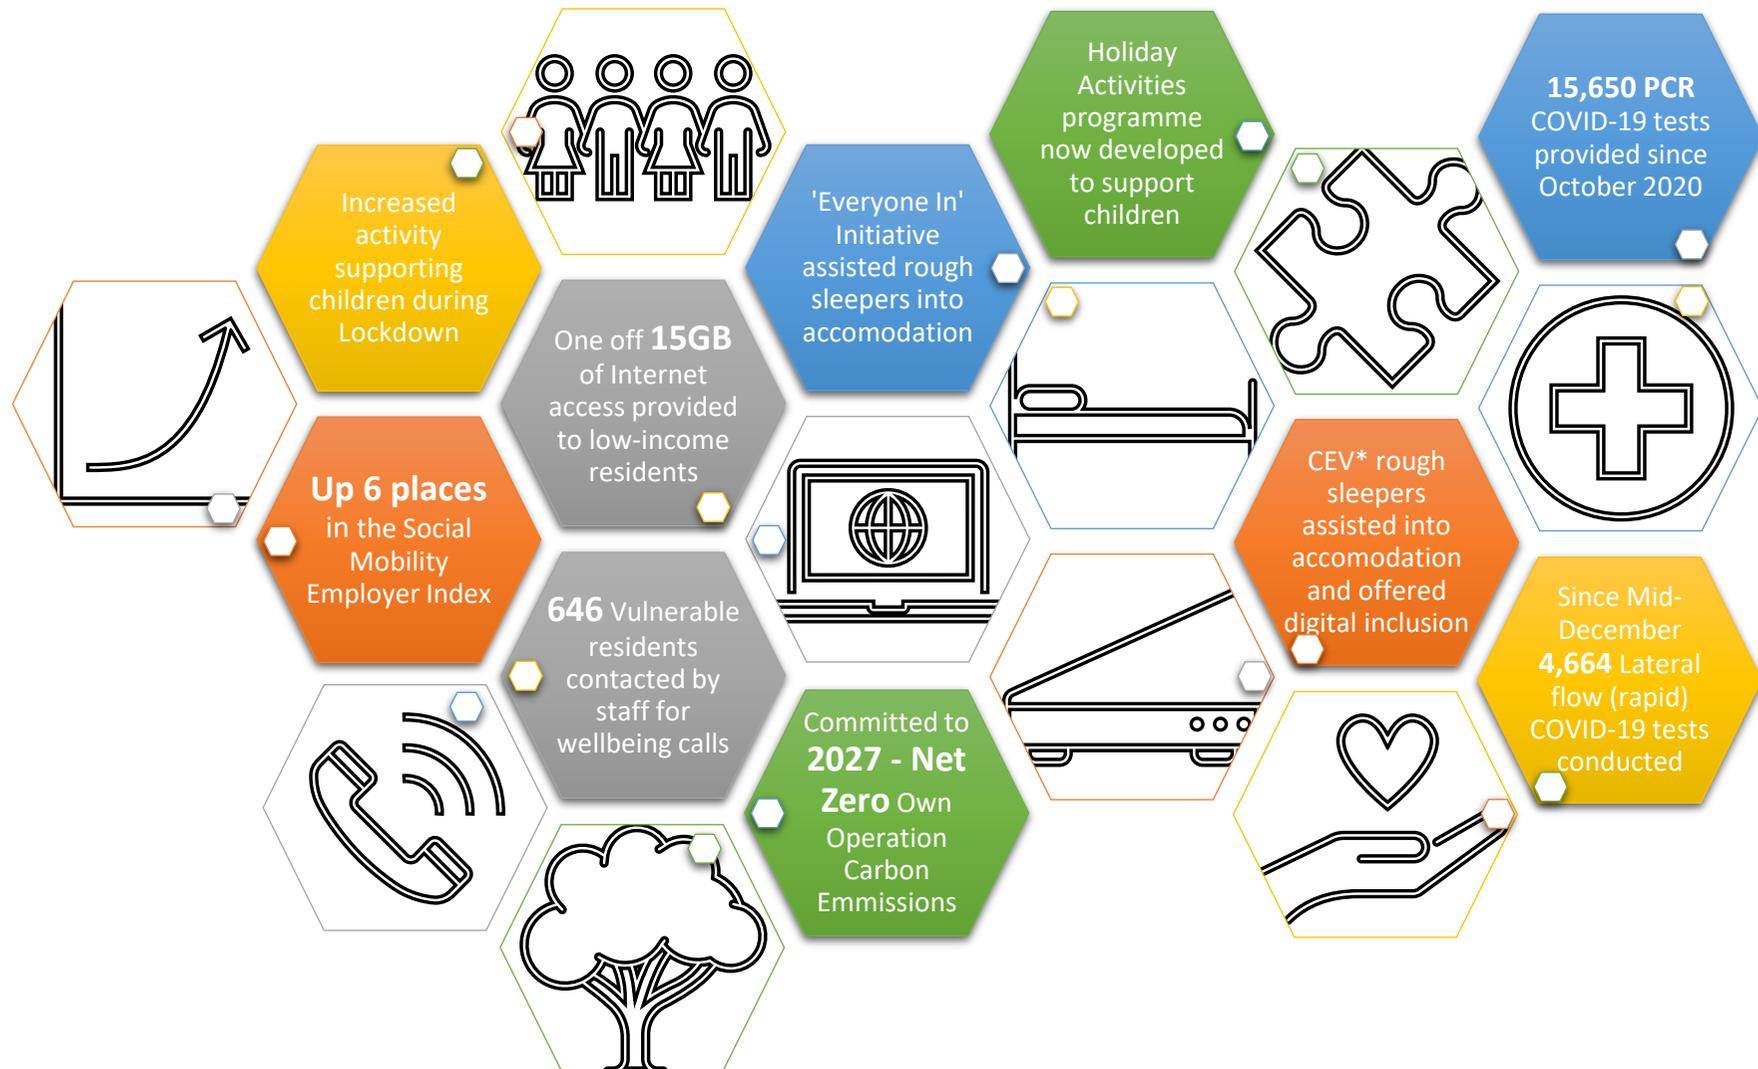 Increased
activity
supporting
children during
Lockdown
Up 6 places
in the Social
Mobility
Employer Index
One off 15GB
of Internet
access provided
to low-income
residents
646 Vulnerable
residents
contacted by
staff for
wellbeing calls
'Everyone In'
Initiative
assisted rough
sleepers into
accomodation
Committed to
2027 - Net
Zero Own
Operation
Carbon
Emmissions
Holiday
Activities
programme
now developed
to support
children
CEV* rough
sleepers
assisted into
accomodation
and offered
digital inclusion
15,650 PCR
COVID-19 tests
provided since
October 2020
Since Mid-
December
4,664 Lateral
flow (rapid)
COVID-19 tests
conducted